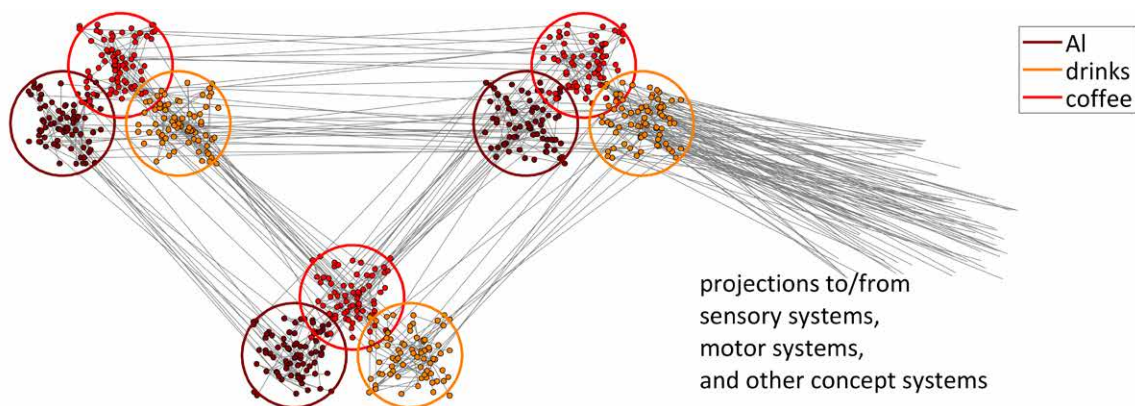 Al
drinks
coffee
projections to/from
sensory systems,
motor systems,
and other concept systems